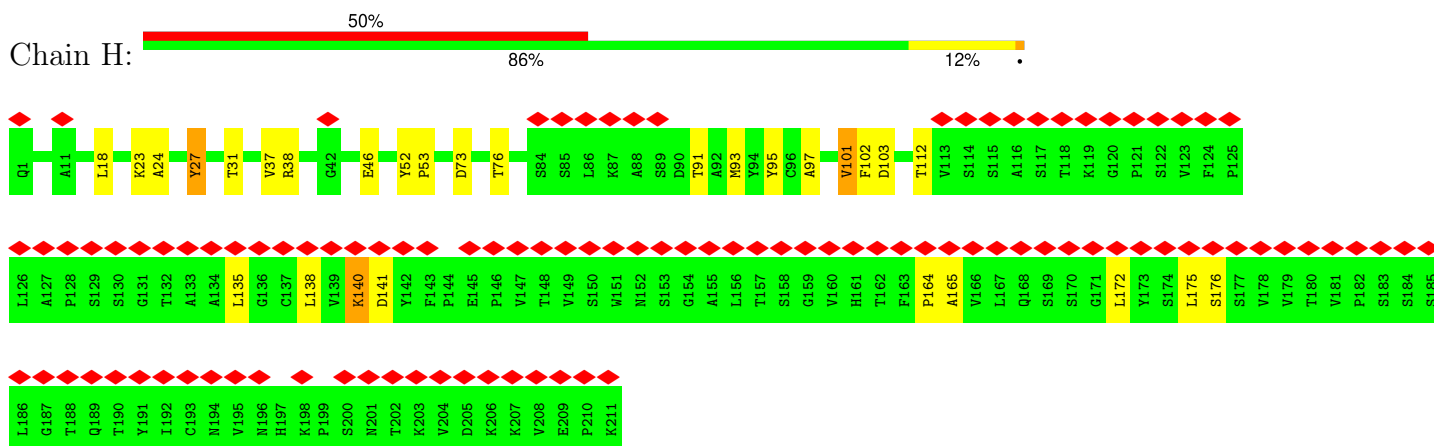 50%
Chain H:
86% 12% •
Q1 A11 L18 K23 A24 Y27 T31 V37 R38 G42 E46 Y52 P53 D73 T76 S84 S85 L86 K87 A88 S89 D90 T91 A92 M93 Y94 Y95 C96 A97 V101 F102 D103 T112 V113 S114 S115 A116 S117 T118 K119 G120 P121 S122 V123 F124 P125
L126 A127 P128 S129 S130 G131 T132 A133 A134 L135 G136 C137 L138 V139 K140 D141 Y142 F143 P144 E145 P146 V147 T148 V149 S150 W151 N152 S153 G154 A155 L156 T157 S158 G159 V160 H161 T162 F163 P164 A165 V166 L167 Q168 S169 S170 G171 L172 Y173 S174 L175 S176 S177 V178 V179 T180 V181 P182 S183 S184 S185
L186 G187 T188 Q189 T190 Y191 I192 C193 N194 V195 N196 H197 K198 P199 S200 N201 T202 K203 V204 D205 K206 K207 V208 E209 P210 K211